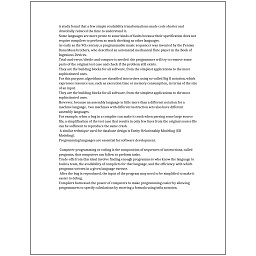 A study found that a few simple readability transformations made code shorter and
drastically reduced the time to understand it.
Some languages are more prone to some kinds of faults because their specification does not
require compilers to perform as much checking as other languages.
As early as the 9th century, a programmable music sequencer was invented by the Persian
Banu Musa brothers, who described an automated mechanical flute player in the Book of
Ingenious Devices.
Trial-and-error/divide-and-conquer is needed: the programmer will try to remove some
parts of the original test case and check if the problem still exists.
They are the building blocks for all software, from the simplest applications to the most
sophisticated ones.
For this purpose, algorithms are classified into orders using so-called Big O notation, which
expresses resource use, such as execution time or memory consumption, in terms of the size
of an input.
They are the building blocks for all software, from the simplest applications to the most
sophisticated ones.
However, because an assembly language is little more than a different notation for a
machine language, two machines with different instruction sets also have different
assembly languages.
For example, when a bug in a compiler can make it crash when parsing some large source
file, a simplification of the test case that results in only few lines from the original source file
can be sufficient to reproduce the same crash.
A similar technique used for database design is Entity-Relationship Modeling (ER
Modeling).
Programming languages are essential for software development.

Computer programming or coding is the composition of sequences of instructions, called
programs, that computers can follow to perform tasks.
Trade-offs from this ideal involve finding enough programmers who know the language to
build a team, the availability of compilers for that language, and the efficiency with which
programs written in a given language execute.
After the bug is reproduced, the input of the program may need to be simplified to make it
easier to debug.
Compilers harnessed the power of computers to make programming easier by allowing
programmers to specify calculations by entering a formula using infix notation.